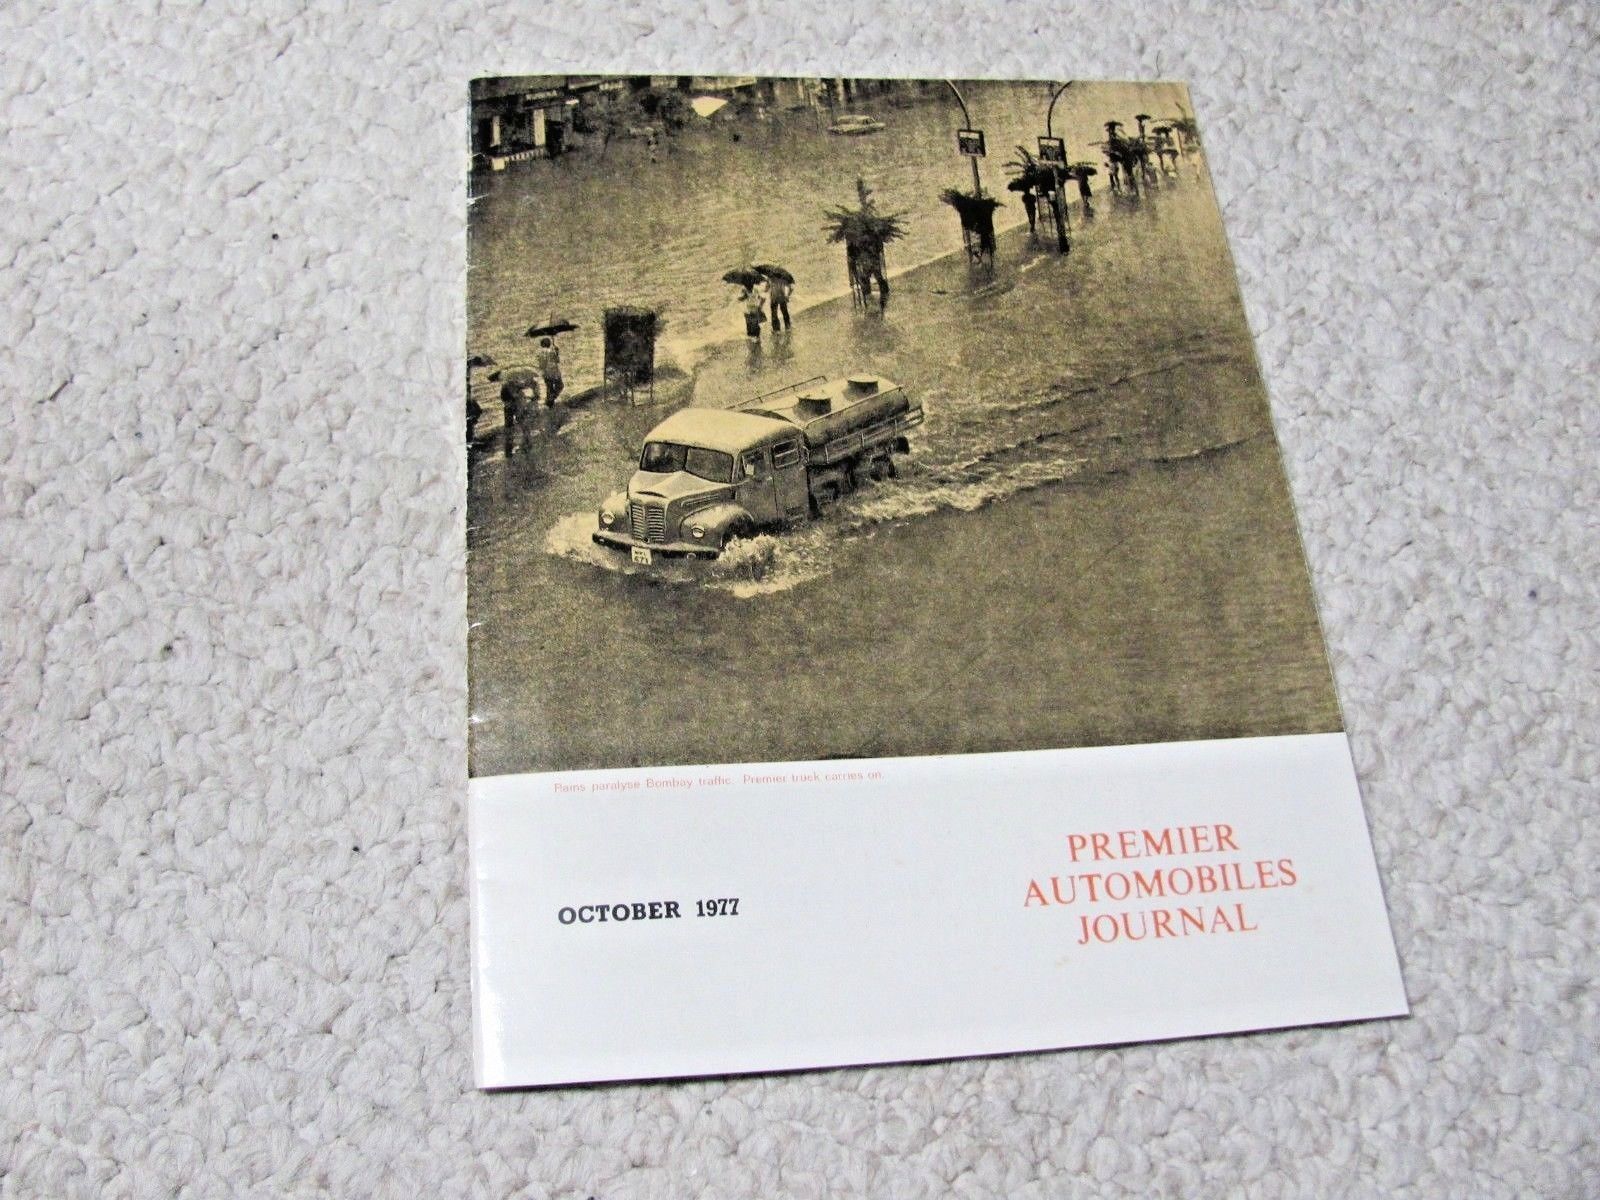 Rains paralyse Bombay traffic. Premier truck carries on.
OCTOBER 1977
PREMIER
AUTOMOBILES
JOURNAL